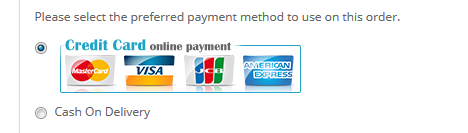 Please select the preferred payment method to use on this order.
Credit Card online payment
MasterCard VISA JCB AMERICAN EXPRESS
Cash On Delivery